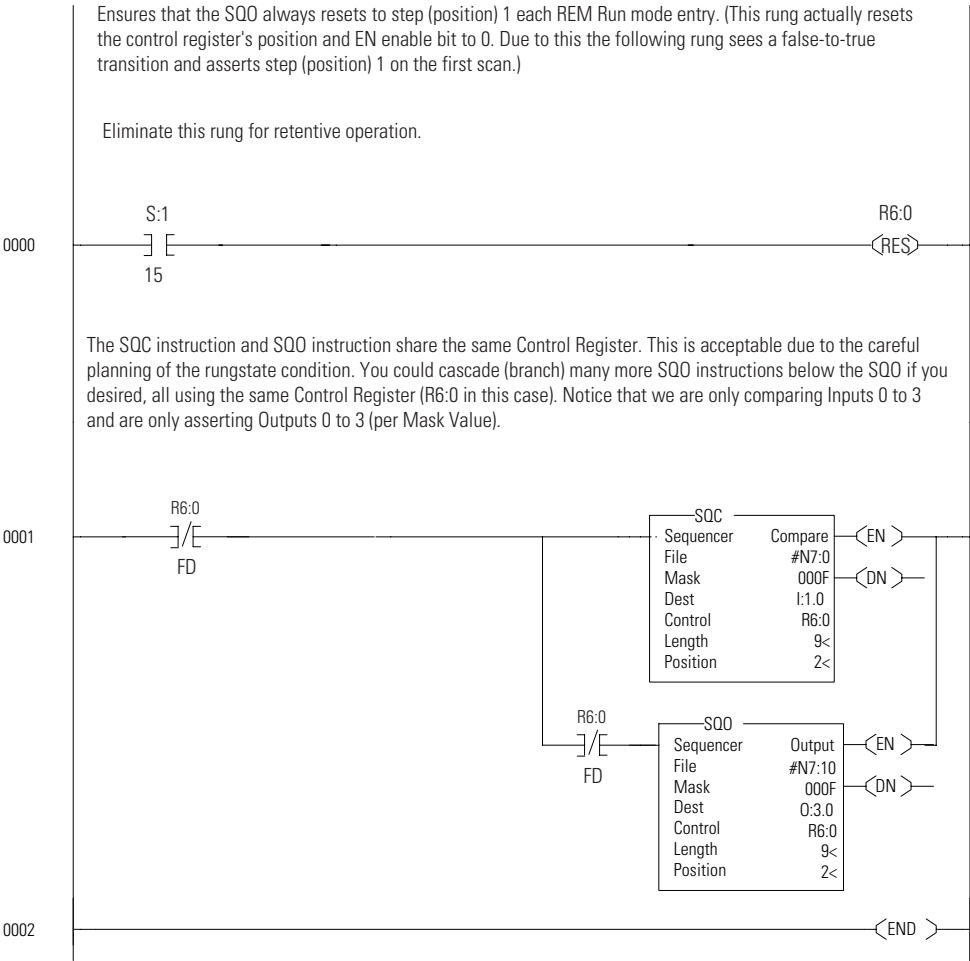 Ensures that the SQO always resets to step (position) 1 each REM Run mode entry. (This rung actually resets
the control register's position and EN enable bit to 0. Due to this the following rung sees a false-to-true
transition and asserts step (position) 1 on the first scan.)
Eliminate this rung for retentive operation.
S:1
R6:0
0000
RES
15
The SQC instruction and SQO instruction share the same Control Register. This is acceptable due to the careful
planning of the rungstate condition. You could cascade (branch) many more SQO instructions below the SQO if you
desired, all using the same Control Register (R6:0 in this case). Notice that we are only comparing Inputs 0 to 3
and are only asserting Outputs 0 to 3 (per Mask Value).
R6:0
0001
FD
SQC
Sequencer Compare
EN
File #N7:0
Mask 000F
DN
Dest I:1.0
Control R6:0
Length 9<
Position 2<
R6:0
FD
SQO
Sequencer Output
EN
File #N7:10
Mask 000F
DN
Dest O:3.0
Control R6:0
Length 9<
Position 2<
0002
END